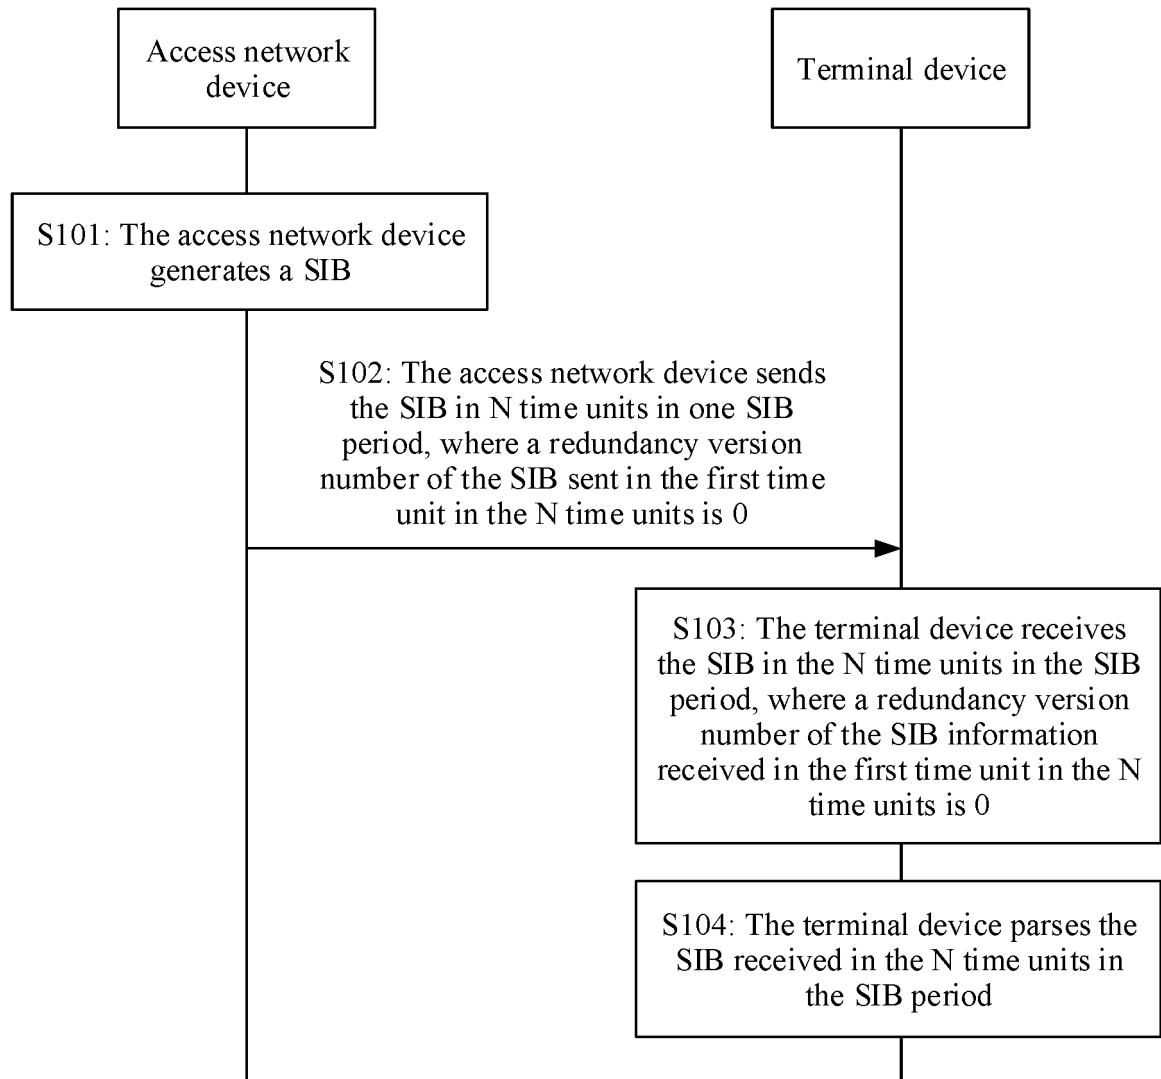 Access network
device
Terminal device
S101: The access network device
generates a SIB
S102: The access network device sends
the SIB in N time units in one SIB
period, where a redundancy version
number of the SIB sent in the first time
unit in the N time units is 0
S103: The terminal device receives
the SIB in the N time units in the SIB
period, where a redundancy version
number of the SIB information
received in the first time unit in the N
time units is 0
S104: The terminal device parses the
SIB received in the N time units in
the SIB period